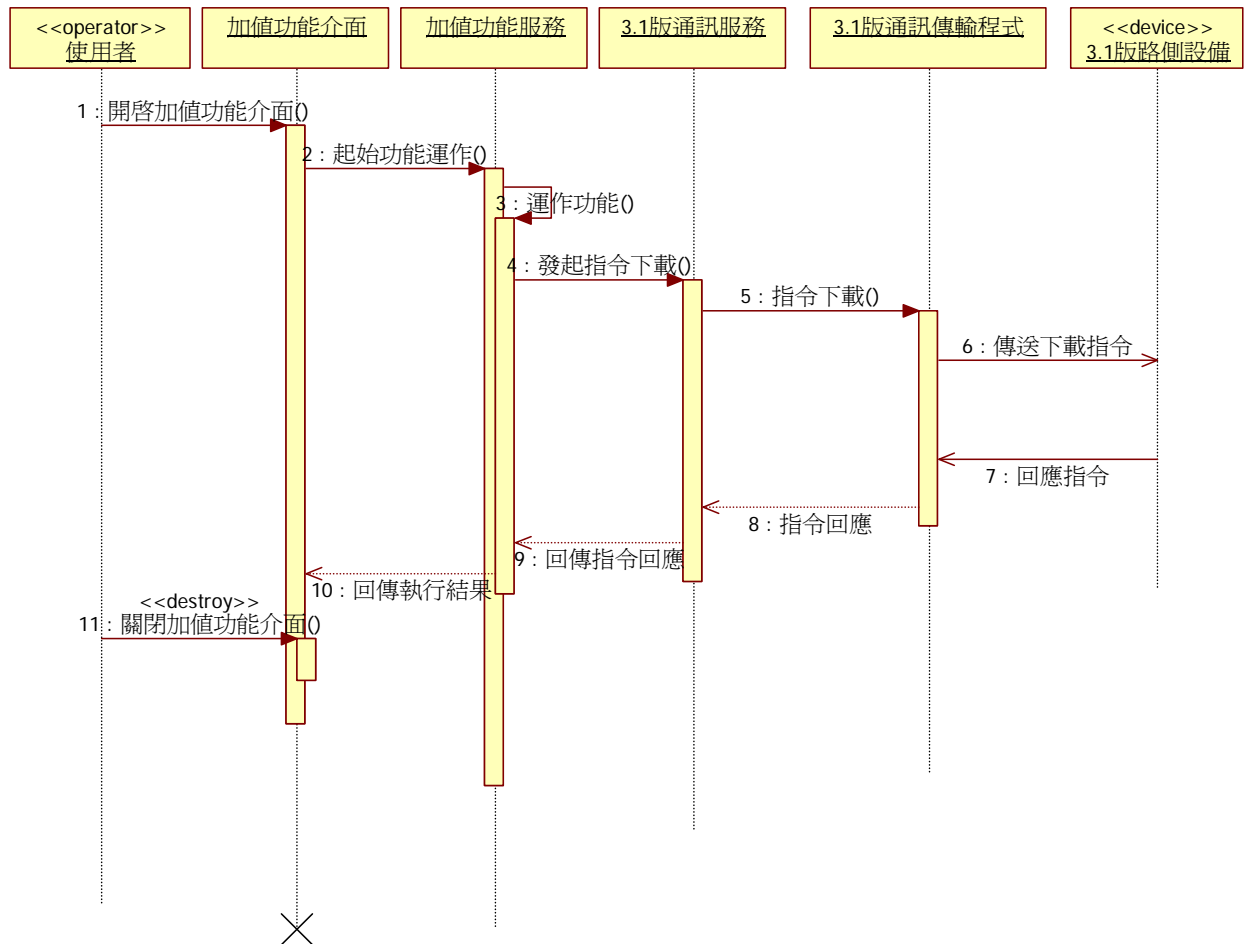 <<operator>>
使用者
加值功能介面
加值功能服務
3.1版通訊服務
3.1版通訊傳輸程式
<<device>>
3.1版路側設備
1 : 開啓加值功能介面()
2 : 起始功能運作()
3 : 運作功能()
4 : 發起指令下載()
5 : 指令下載()
6 : 傳送下載指令
7 : 回應指令
8 : 指令回應
9 : 回傳指令回應
10 : 回傳執行結果
<<destroy>>
11 : 關閉加值功能介面()